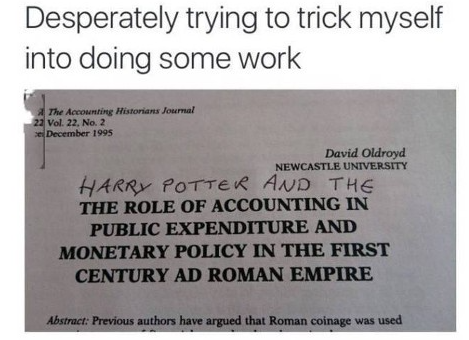 Desperately trying to trick myself
into doing some work
The Accounting Historians Journal
22 Vol. 22, No. 2
December 1995
David Oldroyd
NEWCASTLE UNIVERSITY
HARRY POTTER AND THE
THE ROLE OF ACCOUNTING IN
PUBLIC EXPENDITURE AND
MONETARY POLICY IN THE FIRST
CENTURY AD ROMAN EMPIRE
Abstract: Previous authors have argued that Roman coinage was used